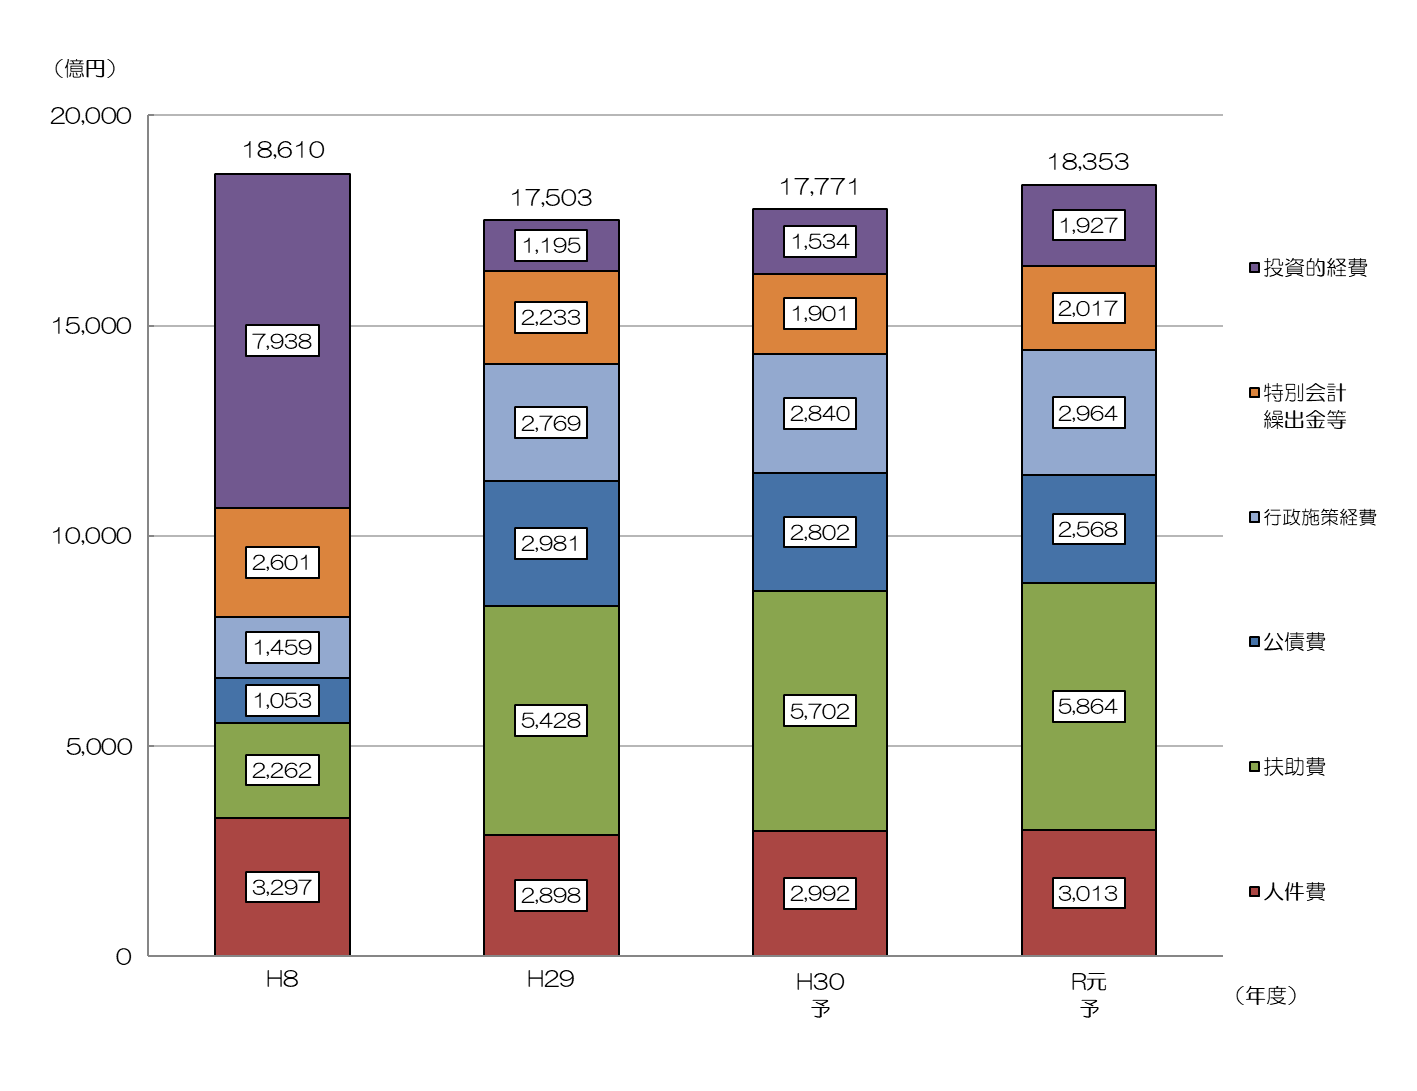 （億円）
20,000
15,000
10,000
5,000
0
18,610
7,938
2,601
1,459
1,053
2,262
3,297
17,503
1,195
2,233
2,769
2,981
5,428
2,898
17,771
1,534
1,901
2,840
2,802
5,702
2,992
18,353
1,927
2,017
2,964
2,568
5,864
3,013
H8
H29
H30
予
R元
予
（年度）
投資的経費
特別会計
繰出金等
行政施策経費
公債費
扶助費
人件費